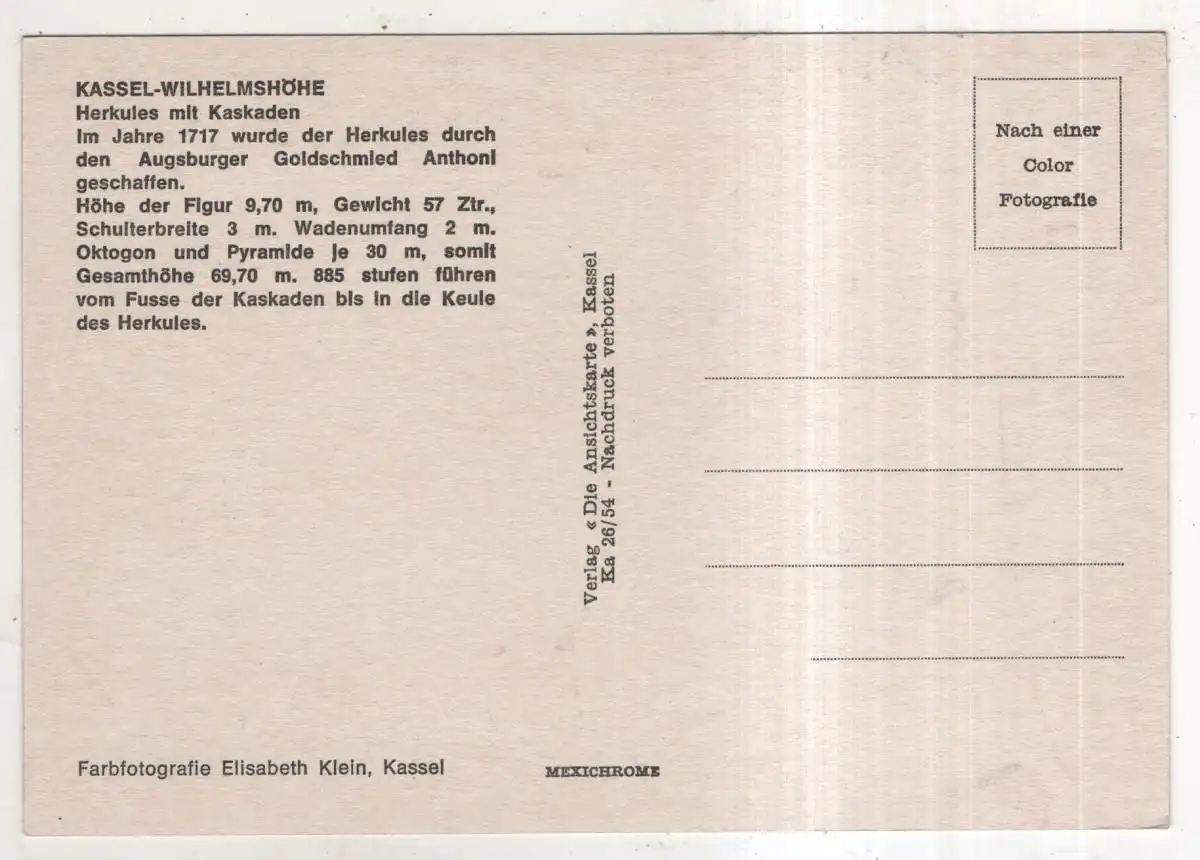 KASSEL-WILHELMSHÖHE
Herkules mit Kaskaden
Im Jahre 1717 wurde der Herkules durch
den Augsburger Goldschmied Anthoni
geschaffen.
Höhe der Figur 9,70 m, Gewicht 57 Ztr.,
Schulterbreite 3 m. Wadenumfang 2 m.
Oktogon und Pyramide je 30 m, somit
Gesamthöhe 69,70 m. 885 stufen führen
vom Fusse der Kaskaden bis in die Keule
des Herkules.
Nach einer
Color
Fotografie
Verlag «Die Ansichtskarte», Kassel
Ka 26/54 - Nachdruck verboten
Farbfotografie Elisabeth Klein, Kassel
MEXICHROME